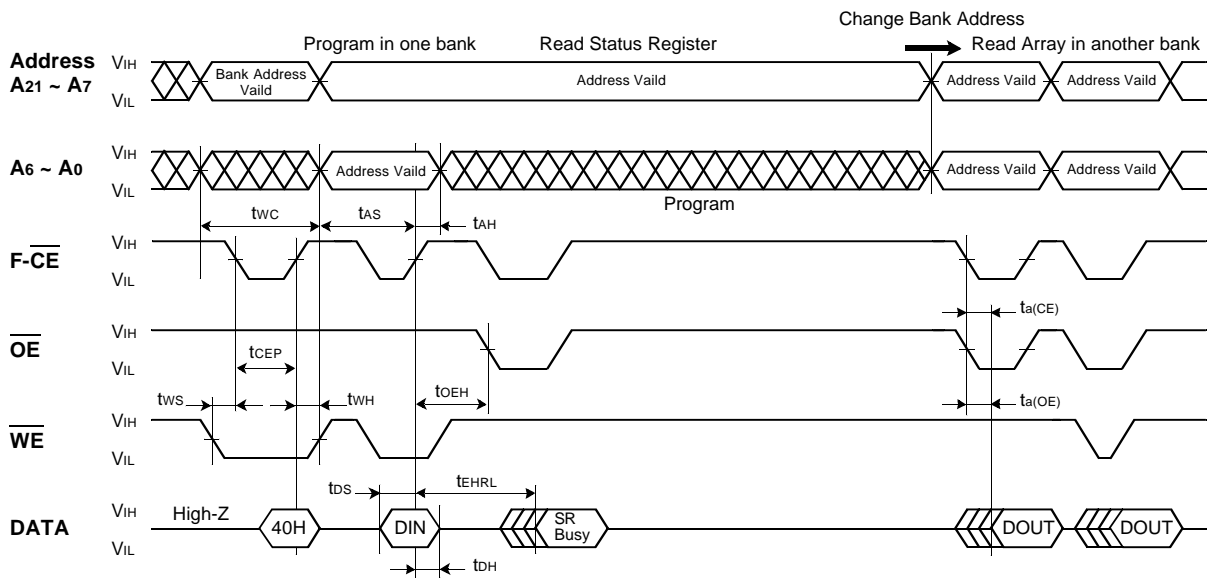 Change Bank Address
Program in one bank
Read Status Register
Read Array in another bank
Address
A21 ~ A7
VIH
VIL
Bank Address
Vaild
Address Vaild
Address Vaild
Address Vaild
A6 ~ A0
VIH
VIL
Address Vaild
Address Vaild
Address Vaild
Program
tWC
tAS
tAH
F-CE
VIH
VIL
ta(CE)
OE
VIH
VIL
tCEP
tWS
tWH
tOEH
ta(OE)
WE
VIH
VIL
tDS
tEHRL
DATA
VIH
VIL
High-Z
40H
DIN
SR
Busy
DOUT
DOUT
tDH